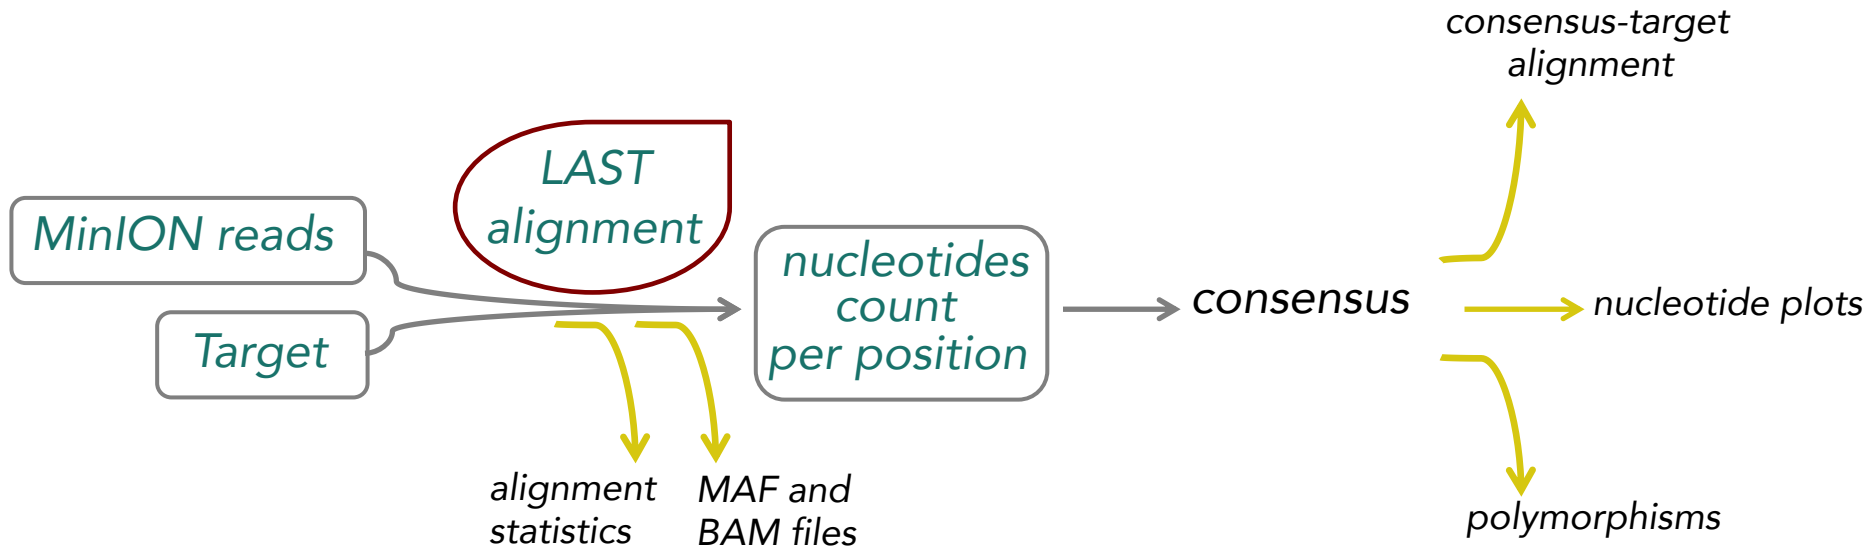 MinION reads
Target
LAST
alignment
alignment
statistics
MAF and
BAM files
nucleotides
count
per position
consensus
consensus-target
alignment
nucleotide plots
polymorphisms